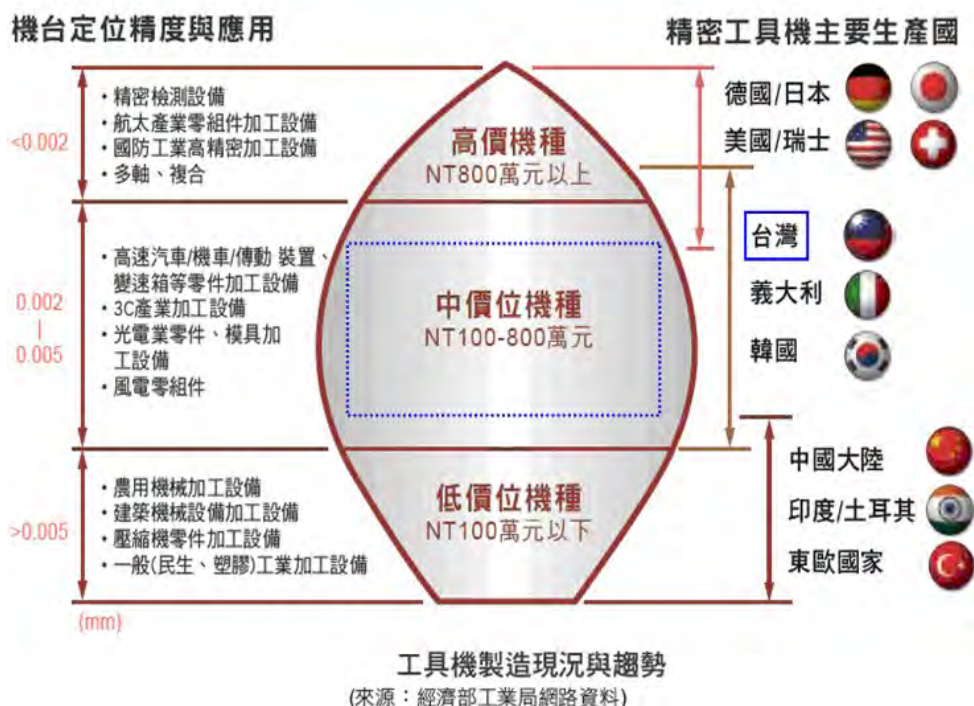 機台定位精度與應用
精密工具機主要生產國
<0.002
・精密檢測設備
・航太產業零組件加工設備
・國防工業高精密加工設備
・多軸、複合
高價機種
NT800萬元以上
德國/日本
美國/瑞士
0.002
|
0.005
・高速汽車/機車/傳動 裝置、
變速箱等零件加工設備
・3C產業加工設備
・光電業零件、模具加
工設備
・風電零組件
中價位機種
NT100-800萬元
台灣
義大利
韓國
>0.005
・農用機械加工設備
・建築機械設備加工設備
・壓縮機零件加工設備
・一般(民生、塑膠)工業加工設備
低價位機種
NT100萬元以下
中國大陸
印度/土耳其
東歐國家
(mm)
工具機製造現況與趨勢
(來源：經濟部工業局網路資料)